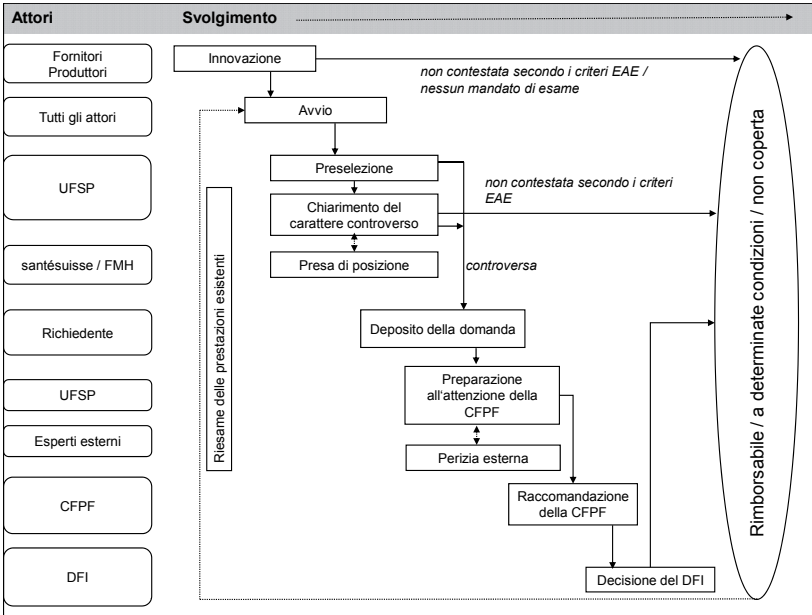 Attori Svolgimento
Fornitori
Produttori
Innovazione
non contestata secondo i criteri EAE /
nessun mandato di esame
Tutti gli attori
Avvio
UFSP
Preselezione
non contestata secondo i criteri
EAE
Chiarimento del
carattere controverso
santésuisse / FMH
Presa di posizione
controversa
Richiedente
Deposito della domanda
UFSP
Preparazione
all'attenzione della
CFPF
Esperti esterni
Perizia esterna
CFPF
Raccomandazione
della CFPF
DFI
Decisione del DFI
Riesame delle prestazioni esistenti
Rimborsabile / a determinate condizioni / non coperta